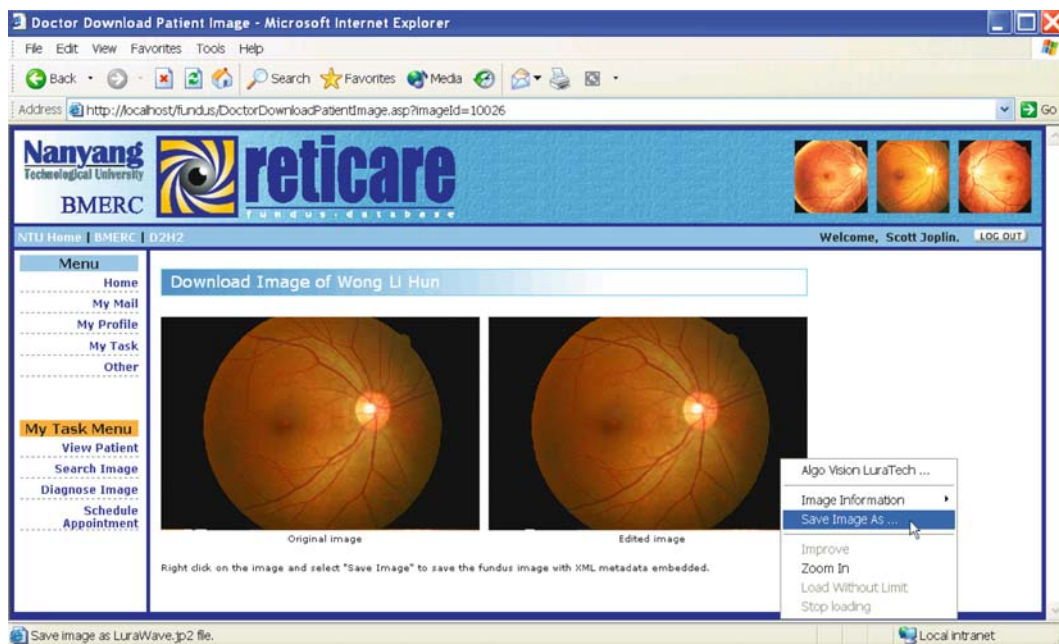 Doctor Download Patient Image - Microsoft Internet Explorer
File Edit View Favorites Tools Help
Back Search Favorites Media
Address http://localhost/fundus/DoctorDownloadPatientImage.asp?imageId=10026 Go
Nanyang
Technological University
BMERC
reticare
fundus·database
NTU Home | BMERC | D2H2
Welcome, Scott Joplin. LOG OUT
Menu
Home
My Mail
My Profile
My Task
Other
My Task Menu
View Patient
Search Image
Diagnose Image
Schedule
Appointment
Download Image of Wong Li Hun
Original image
Edited image
Right click on the image and select "Save Image" to save the fundus image with XML metadata embedded.
Algo Vision LuraTech ...
Image Information
Save Image As ...
Improve
Zoom In
Load Without Limit
Stop loading
Save image as LuraWave.jp2 file.
Local intranet